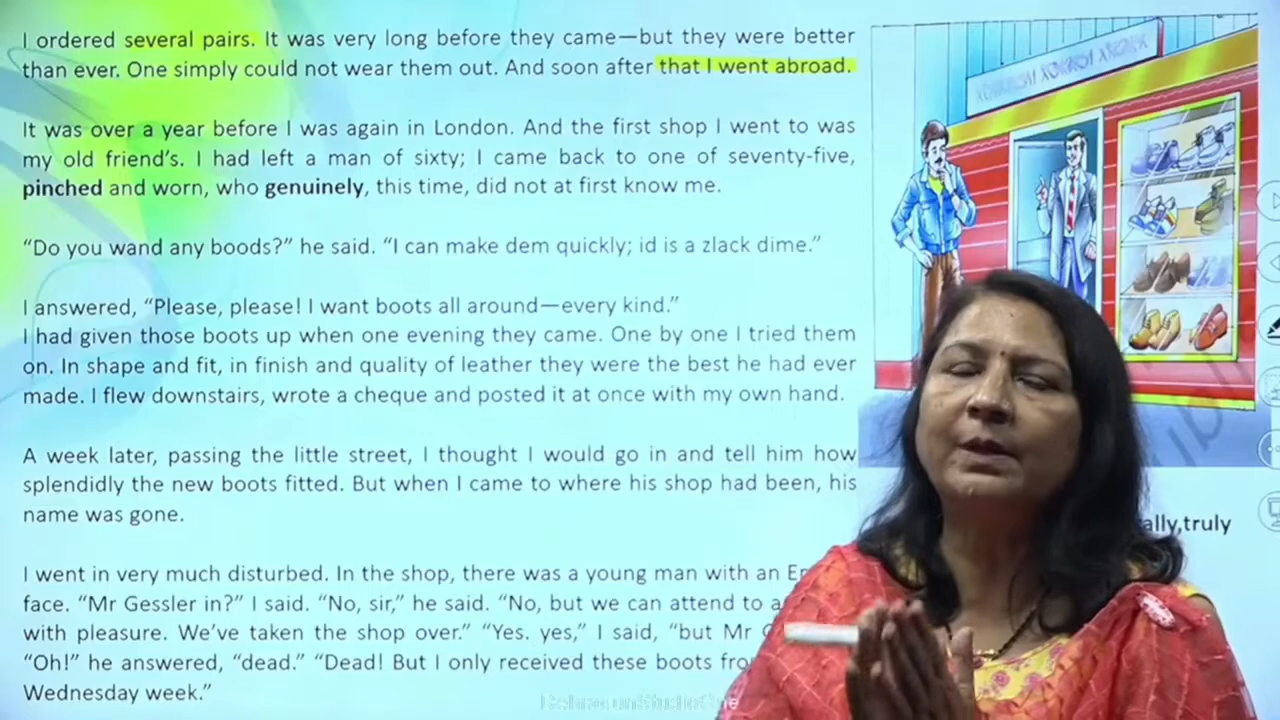 I ordered several pairs. It was very long before they came—but they were better
than ever. One simply could not wear them out. And soon after that I went abroad.
It was over a year before I was again in London. And the first shop I went to was
my old friend’s. I had left a man of sixty; I came back to one of seventy-five,
pinched and worn, who genuinely, this time, did not at first know me.
“Do you wand any boods?” he said. “I can make dem quickly; id is a zlack dime.”
I answered, “Please, please! I want boots all around—every kind.”
I had given those boots up when one evening they came. One by one I tried them
on. In shape and fit, in finish and quality of leather they were the best he had ever
made. I flew downstairs, wrote a cheque and posted it at once with my own hand.
A week later, passing the little street, I thought I would go in and tell him how
splendidly the new boots fitted. But when I came to where his shop had been, his
name was gone.
ally,truly
I went in very much disturbed. In the shop, there was a young man with an
face. “Mr Gessler in?” I said. “No, sir,” he said. “No, but we can attend to
with pleasure. We’ve taken the shop over.” “Yes. yes,” I said, “but Mr
“Oh!” he answered, “dead.” “Dead! But I only received these boots
Wednesday week.”